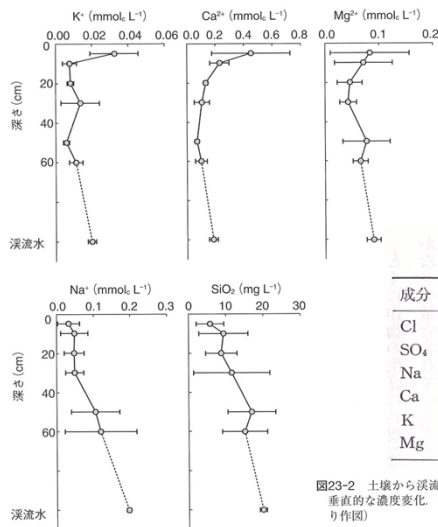 K⁺ (mmolc L⁻¹)
0.00 0.02 0.04 0.06
0
20
40
60
深さ(cm)
渓流水
Ca²⁺ (mmolc L⁻¹)
0.0 0.2 0.4 0.6 0.8
Mg²⁺ (mmolc L⁻¹)
0.0 0.1 0.2
Na⁺ (mmolc L⁻¹)
0.0 0.1 0.2 0.3
0
20
40
60
深さ(cm)
渓流水
SiO₂ (mg L⁻¹)
0 10 20 30
成分
Cl
SO₄
Na
Ca
K
Mg
図23-2 土壌から渓流
垂直的な濃度変化.
り作図)